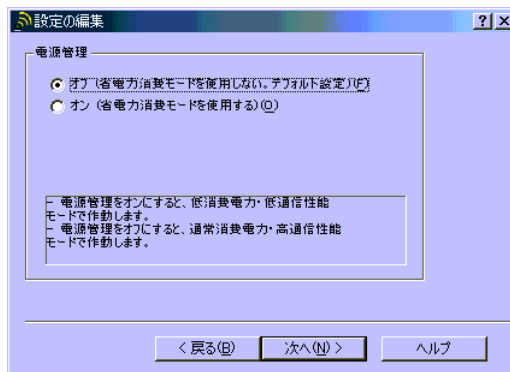 設定の編集
電源管理
オフ (省電力消費モードを使用しない。デフォルト設定)(F)
オン (省電力消費モードを使用する)(O)
- 電源管理をオンにすると、低消費電力・低通信性能
モードで作動します。
- 電源管理をオフにすると、通常消費電力・高通信性能
モードで作動します。
< 戻る(B)
次へ(N) >
ヘルプ